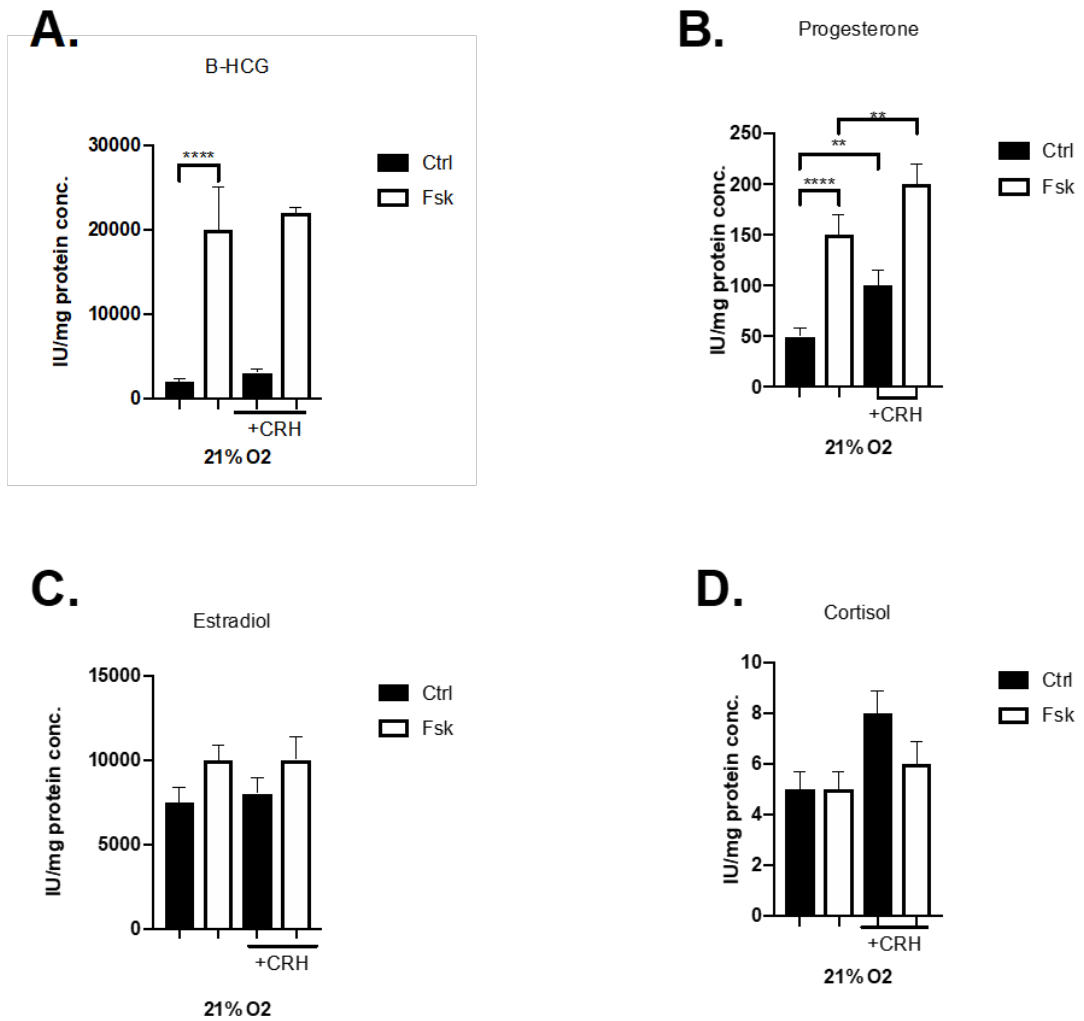 A.
B-HCG
IU/mg protein conc.
30000
20000
10000
0
****
Ctrl
Fsk
+CRH
21% O2
B.
Progesterone
IU/mg protein conc.
250
200
150
100
50
0
**
**
****
Ctrl
Fsk
+CRH
21% O2
C.
Estradiol
IU/mg protein conc.
15000
10000
5000
0
Ctrl
Fsk
+CRH
21% O2
D.
Cortisol
IU/mg protein conc.
10
8
6
4
2
0
Ctrl
Fsk
+CRH
21% O2